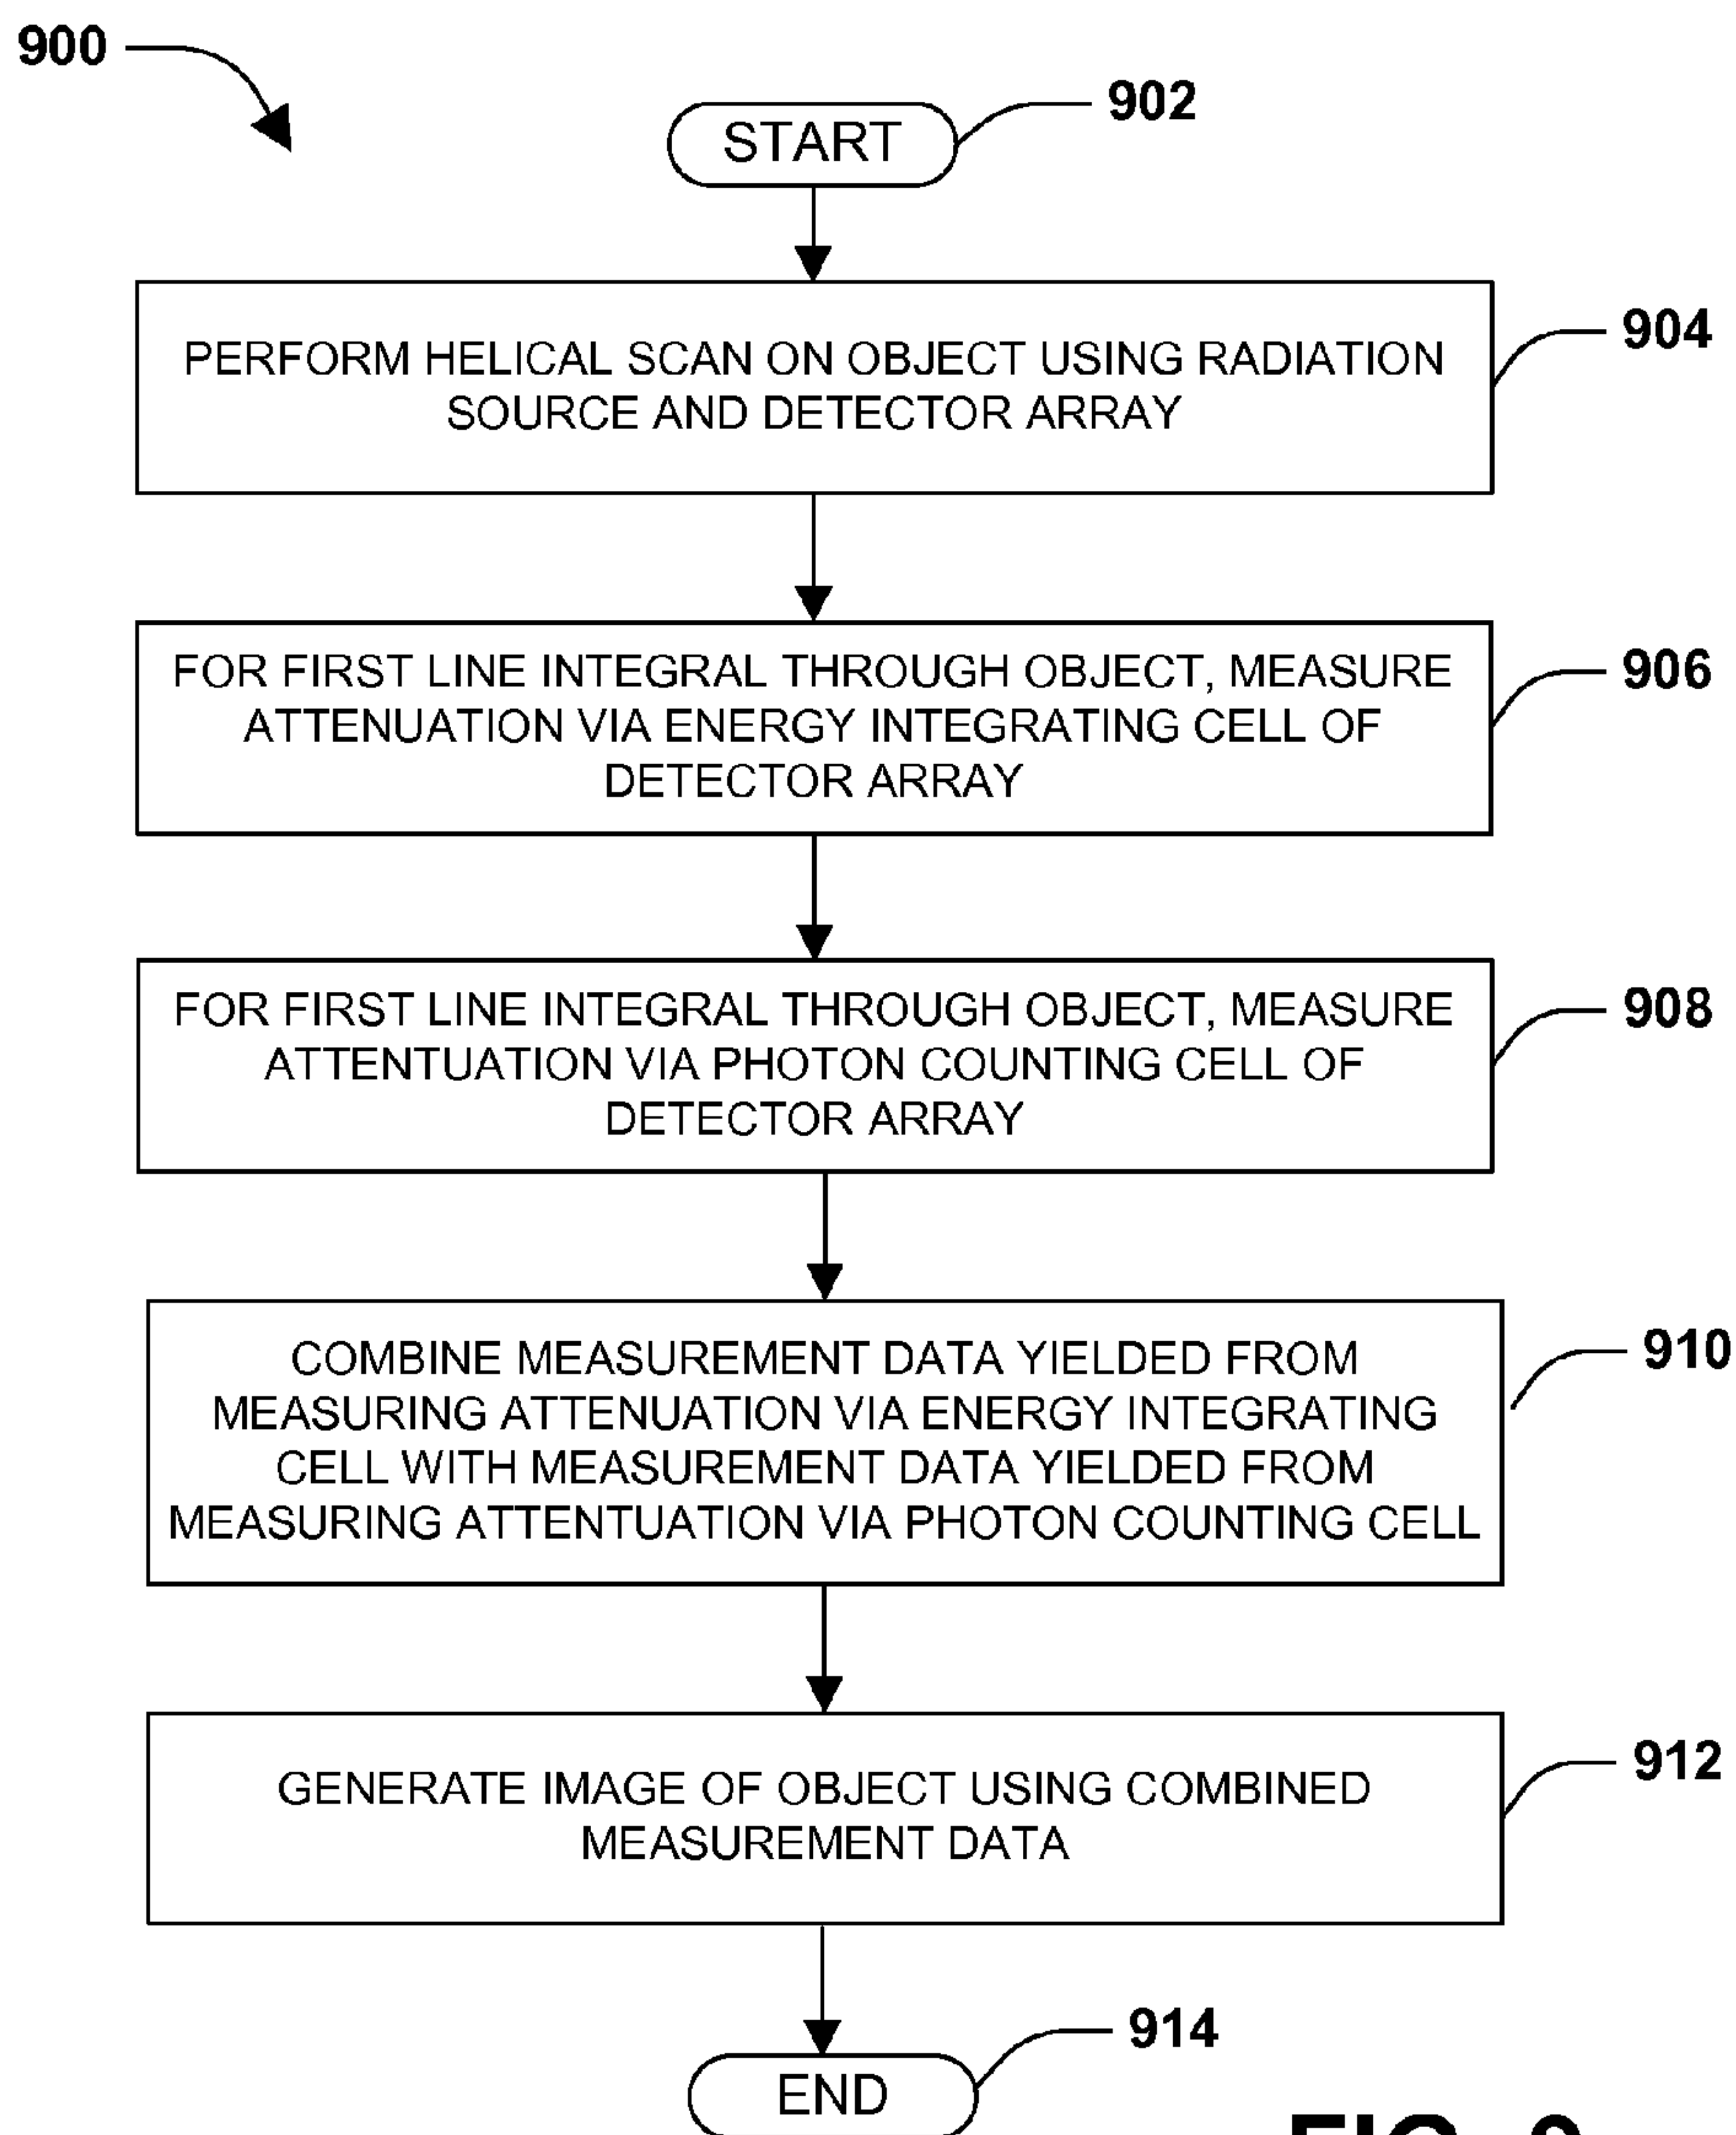 900
START
902
PERFORM HELICAL SCAN ON OBJECT USING RADIATION
SOURCE AND DETECTOR ARRAY
904
FOR FIRST LINE INTEGRAL THROUGH OBJECT, MEASURE
ATTENUATION VIA ENERGY INTEGRATING CELL OF
DETECTOR ARRAY
906
FOR FIRST LINE INTEGRAL THROUGH OBJECT, MEASURE
ATTENTUATION VIA PHOTON COUNTING CELL OF
DETECTOR ARRAY
908
COMBINE MEASUREMENT DATA YIELDED FROM
MEASURING ATTENUATION VIA ENERGY INTEGRATING
CELL WITH MEASUREMENT DATA YIELDED FROM
MEASURING ATTENTUATION VIA PHOTON COUNTING CELL
910
GENERATE IMAGE OF OBJECT USING COMBINED
MEASUREMENT DATA
912
END
914